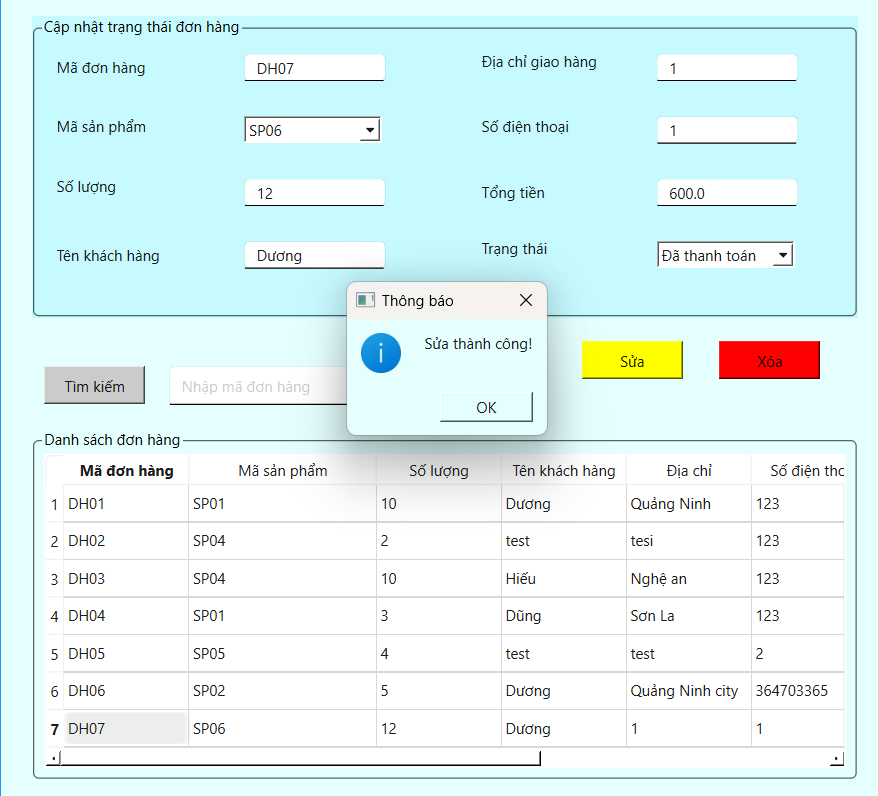 Cập nhật trạng thái đơn hàng
Mã đơn hàng DH07 Địa chỉ giao hàng 1
Mã sản phẩm SP06 Số điện thoại 1
Số lượng 12 Tổng tiền 600.0
Tên khách hàng Dương Trạng thái Đã thanh toán
Thông báo
Sửa thành công!
OK
Tìm kiếm Nhập mã đơn hàng Sửa Xóa
Danh sách đơn hàng
Mã đơn hàng Mã sản phẩm Số lượng Tên khách hàng Địa chỉ Số điện tho
1 DH01 SP01 10 Dương Quảng Ninh 123
2 DH02 SP04 2 test tesi 123
3 DH03 SP04 10 Hiếu Nghệ an 123
4 DH04 SP01 3 Dũng Sơn La 123
5 DH05 SP05 4 test test 2
6 DH06 SP02 5 Dương Quảng Ninh city 364703365
7 DH07 SP06 12 Dương 1 1